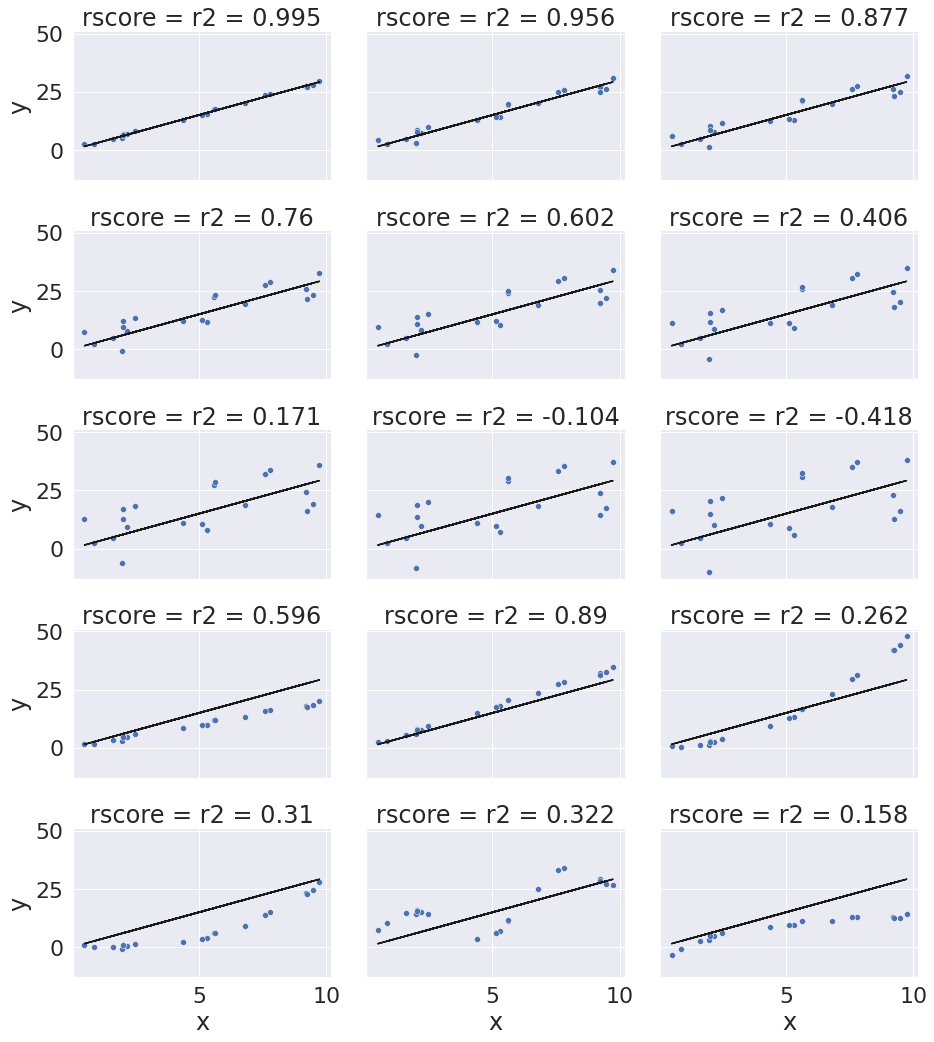 rscore = r2 = 0.995 rscore = r2 = 0.956 rscore = r2 = 0.877
50
25
0
y
rscore = r2 = 0.76 rscore = r2 = 0.602 rscore = r2 = 0.406
50
25
0
y
rscore = r2 = 0.171 rscore = r2 = -0.104 rscore = r2 = -0.418
50
25
0
y
rscore = r2 = 0.596 rscore = r2 = 0.89 rscore = r2 = 0.262
50
25
0
y
rscore = r2 = 0.31 rscore = r2 = 0.322 rscore = r2 = 0.158
50
25
0
y
5 10 5 10 5 10
x x x